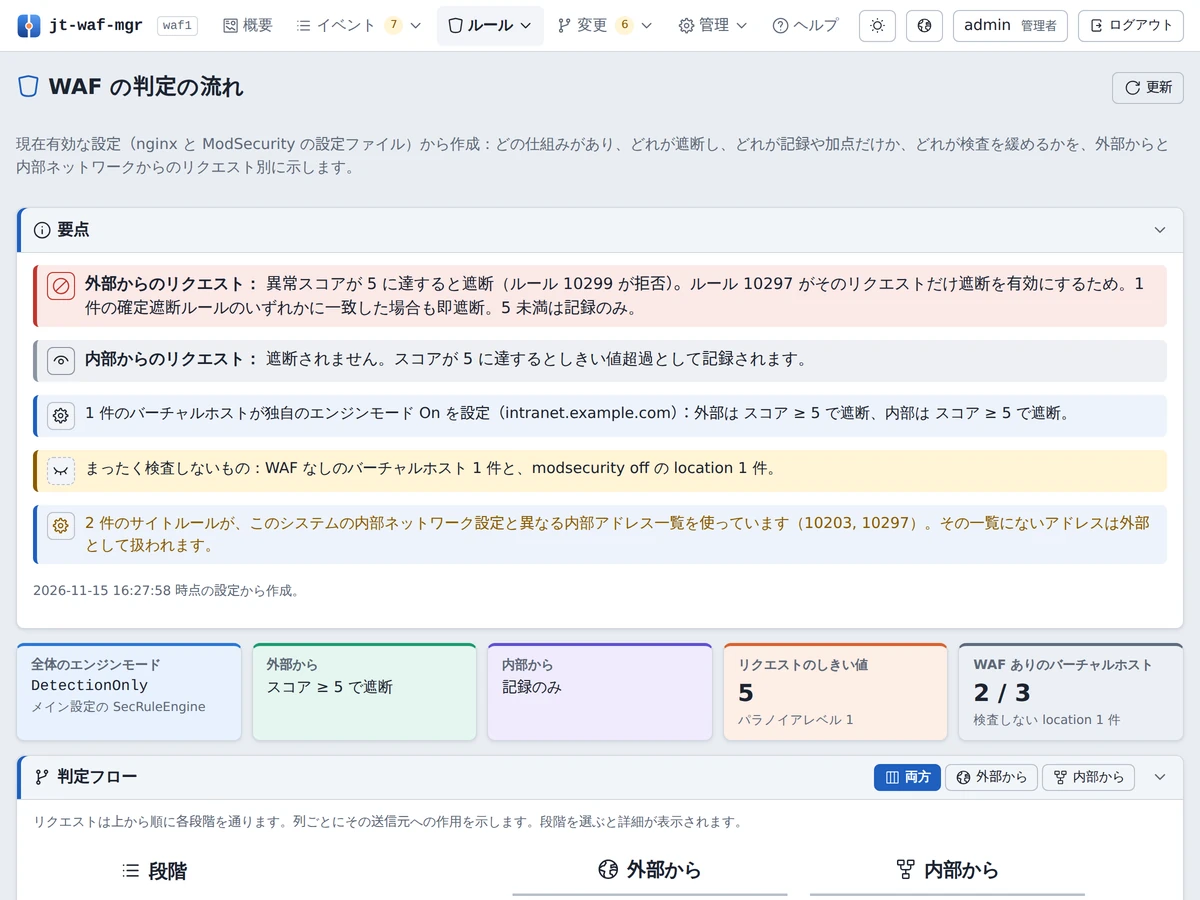 jt-waf-mgr waf1 概要 イベント 7 ルール 変更 6 管理 ヘルプ admin 管理者 ログアウト
WAF の判定の流れ
更新
現在有効な設定（nginx と ModSecurity の設定ファイル）から作成：どの仕組みがあり、どれが遮断し、どれが記録や加点だけか、どれが検査を緩めるかを、外部からと
内部ネットワークからのリクエスト別に示します。
要点
外部からのリクエスト： 異常スコアが 5 に達すると遮断（ルール 10299 が拒否）。ルール 10297 がそのリクエストだけ遮断を有効にするため。1
件の確定遮断ルールのいずれかに一致した場合も即遮断。5 未満は記録のみ。
内部からのリクエスト： 遮断されません。スコアが 5 に達するとしきい値超過として記録されます。
1 件のバーチャルホストが独自のエンジンモード On を設定（intranet.example.com）：外部は スコア ≥ 5 で遮断、内部は スコア ≥ 5 で遮断。
まったく検査しないもの：WAF なしのバーチャルホスト 1 件と、modsecurity off の location 1 件。
2 件のサイトルールが、このシステムの内部ネットワーク設定と異なる内部アドレス一覧を使っています（10203, 10297）。その一覧にないアドレスは外部
として扱われます。
2026-11-15 16:27:58 時点の設定から作成。
全体のエンジンモード
DetectionOnly
メイン設定の SecRuleEngine
外部から
スコア ≥ 5 で遮断
内部から
記録のみ
リクエストのしきい値
5
パラノイアレベル 1
WAF ありのバーチャルホスト
2 / 3
検査しない location 1 件
判定フロー
両方 外部から 内部から
リクエストは上から順に各段階を通ります。列ごとにその送信元への作用を示します。段階を選ぶと詳細が表示されます。
段階 外部から 内部から